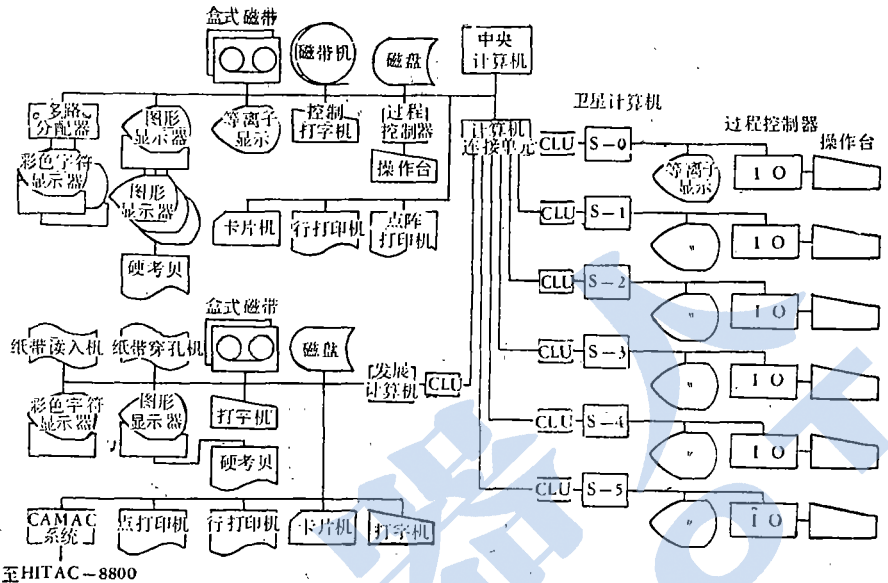 盒式磁带
磁带机
磁盘
中央
计算机
多路
分配器
图形
显示器
等离子
显示
控制
打字机
过程
控制器
操作台
彩色字符
显示器
图形
显示器
硬考贝
卡片机
行打印机
点阵
打印机
计算机
连接单元
卫星计算机
过程控制器
操作台
CLU
S-0
等离子
显示
I O
CLU
S-1
〃
I O
CLU
S-2
〃
I O
CLU
S-3
〃
I O
CLU
S-4
〃
I O
CLU
S-5
〃
I O
盒式磁带
纸带读入机
纸带穿孔机
磁盘
发展
计算机
CLU
彩色字符
显示器
图形
显示器
打字机
硬考贝
CAMAC
系统
点打印机
行打印机
卡片机
打字机
至HITAC-8800